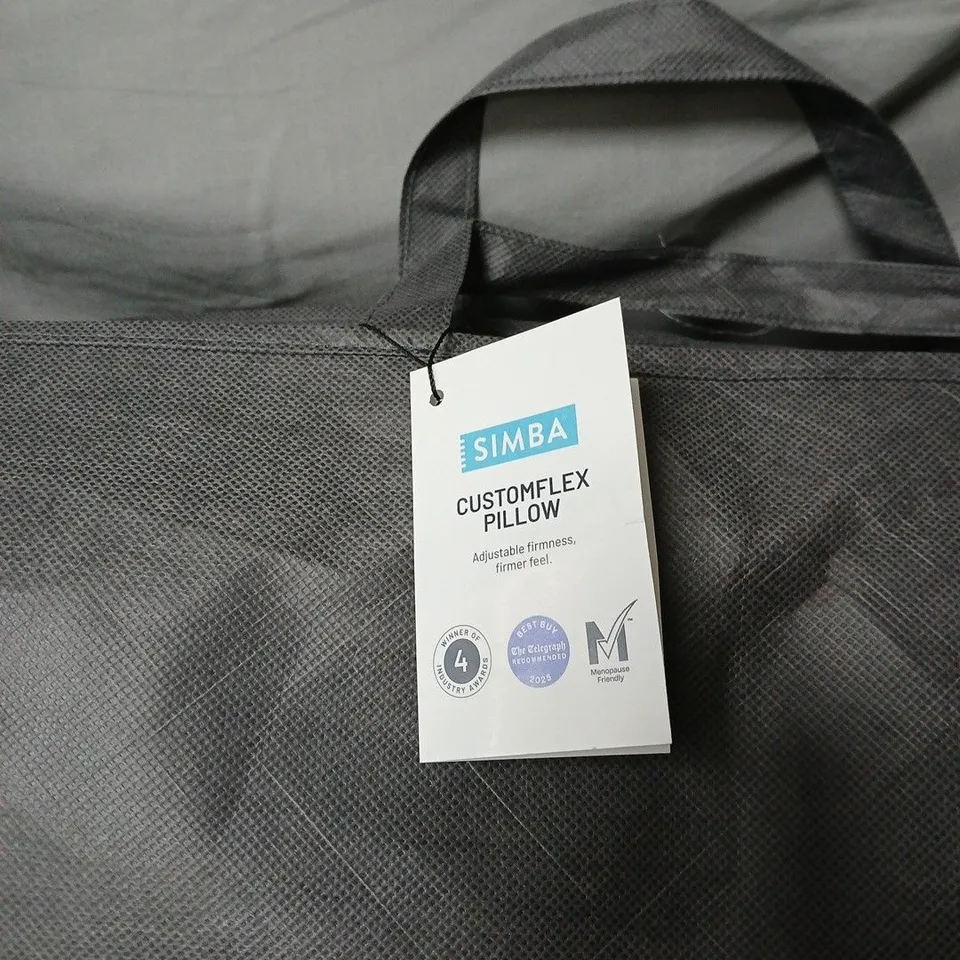 SIMBA
CUSTOMFLEX
PILLOW
Adjustable firmness,
firmer feel.
WINNER OF
4
INDUSTRY AWARDS
BEST BUY
The Telegraph
RECOMMENDED
2025
M™
Menopause
Friendly